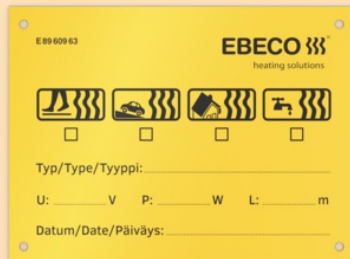 E 89 609 63
EBECO
heating solutions
Typ/Type/Tyyppi:
U: V P: W L: m
Datum/Date/Päiväys: